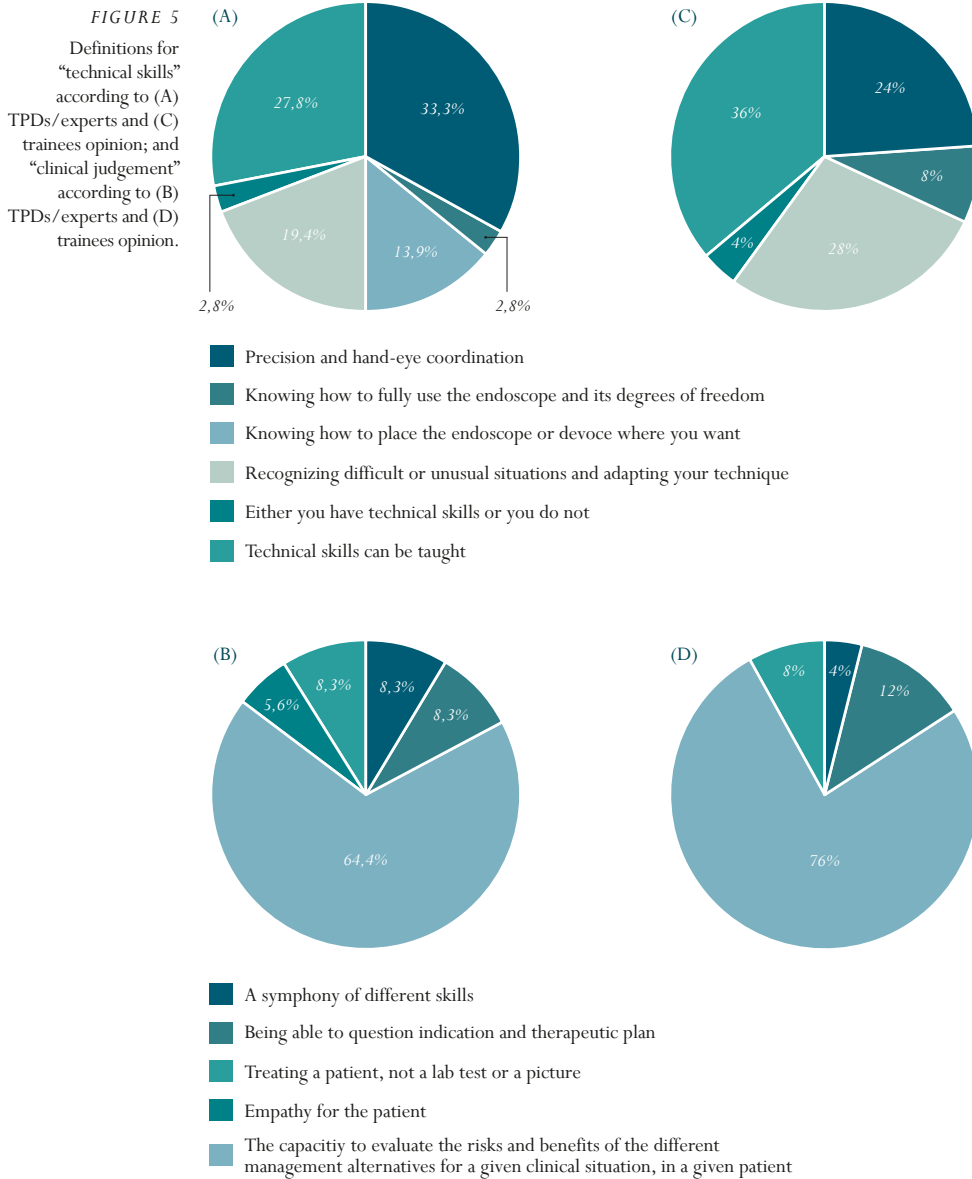 FIGURE 5
Definitions for
“technical skills”
according to (A)
TPDs/experts and (C)
trainees opinion; and
“clinical judgement”
according to (B)
TPDs/experts and (D)
trainees opinion.
(A)
27,8%
33,3%
19,4%
13,9%
2,8%
2,8%
(C)
24%
36%
8%
4%
28%
Precision and hand-eye coordination
Knowing how to fully use the endoscope and its degrees of freedom
Knowing how to place the endoscope or devoce where you want
Recognizing difficult or unusual situations and adapting your technique
Either you have technical skills or you do not
Technical skills can be taught
(B)
8,3%
8,3%
5,6%
8,3%
64,4%
(D)
8%
4%
12%
76%
A symphony of different skills
Being able to question indication and therapeutic plan
Treating a patient, not a lab test or a picture
Empathy for the patient
The capacitiy to evaluate the risks and benefits of the different
management alternatives for a given clinical situation, in a given patient